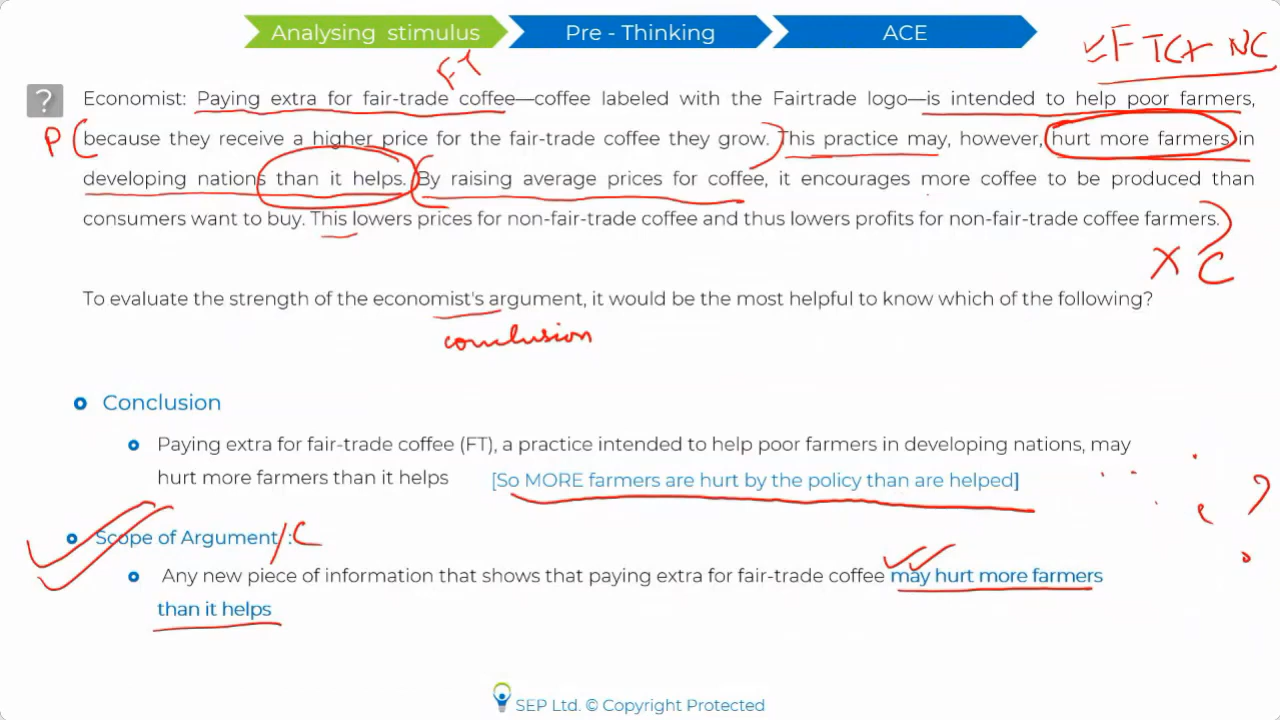 Analysing stimulus
Pre - Thinking
ACE
FT
? Economist: Paying extra for fair-trade coffee—coffee labeled with the Fairtrade logo—is intended to help poor farmers,
P because they receive a higher price for the fair-trade coffee they grow. This practice may, however, hurt more farmers in
developing nations than it helps. By raising average prices for coffee, it encourages more coffee to be produced than
consumers want to buy. This lowers prices for non-fair-trade coffee and thus lowers profits for non-fair-trade coffee farmers.
X C
To evaluate the strength of the economist's argument, it would be the most helpful to know which of the following?
conclusion
Conclusion
Paying extra for fair-trade coffee (FT), a practice intended to help poor farmers in developing nations, may
hurt more farmers than it helps [So MORE farmers are hurt by the policy than are helped]
Scope of Argument/: C
Any new piece of information that shows that paying extra for fair-trade coffee may hurt more farmers
than it helps
SEP Ltd. © Copyright Protected